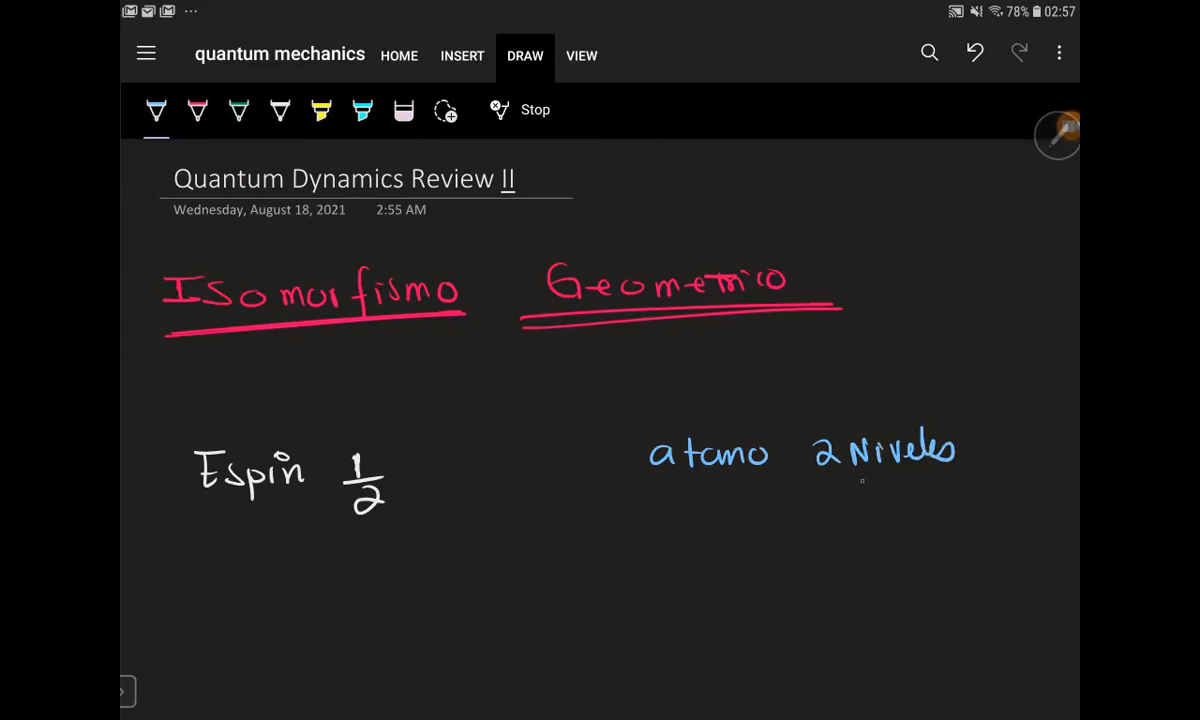 ... 78% 02:57
quantum mechanics HOME INSERT DRAW VIEW
Stop
Quantum Dynamics Review II
Wednesday, August 18, 2021 2:55 AM
Isomorfismo Geometrico
Espin 1/2
atomo 2 Niveles